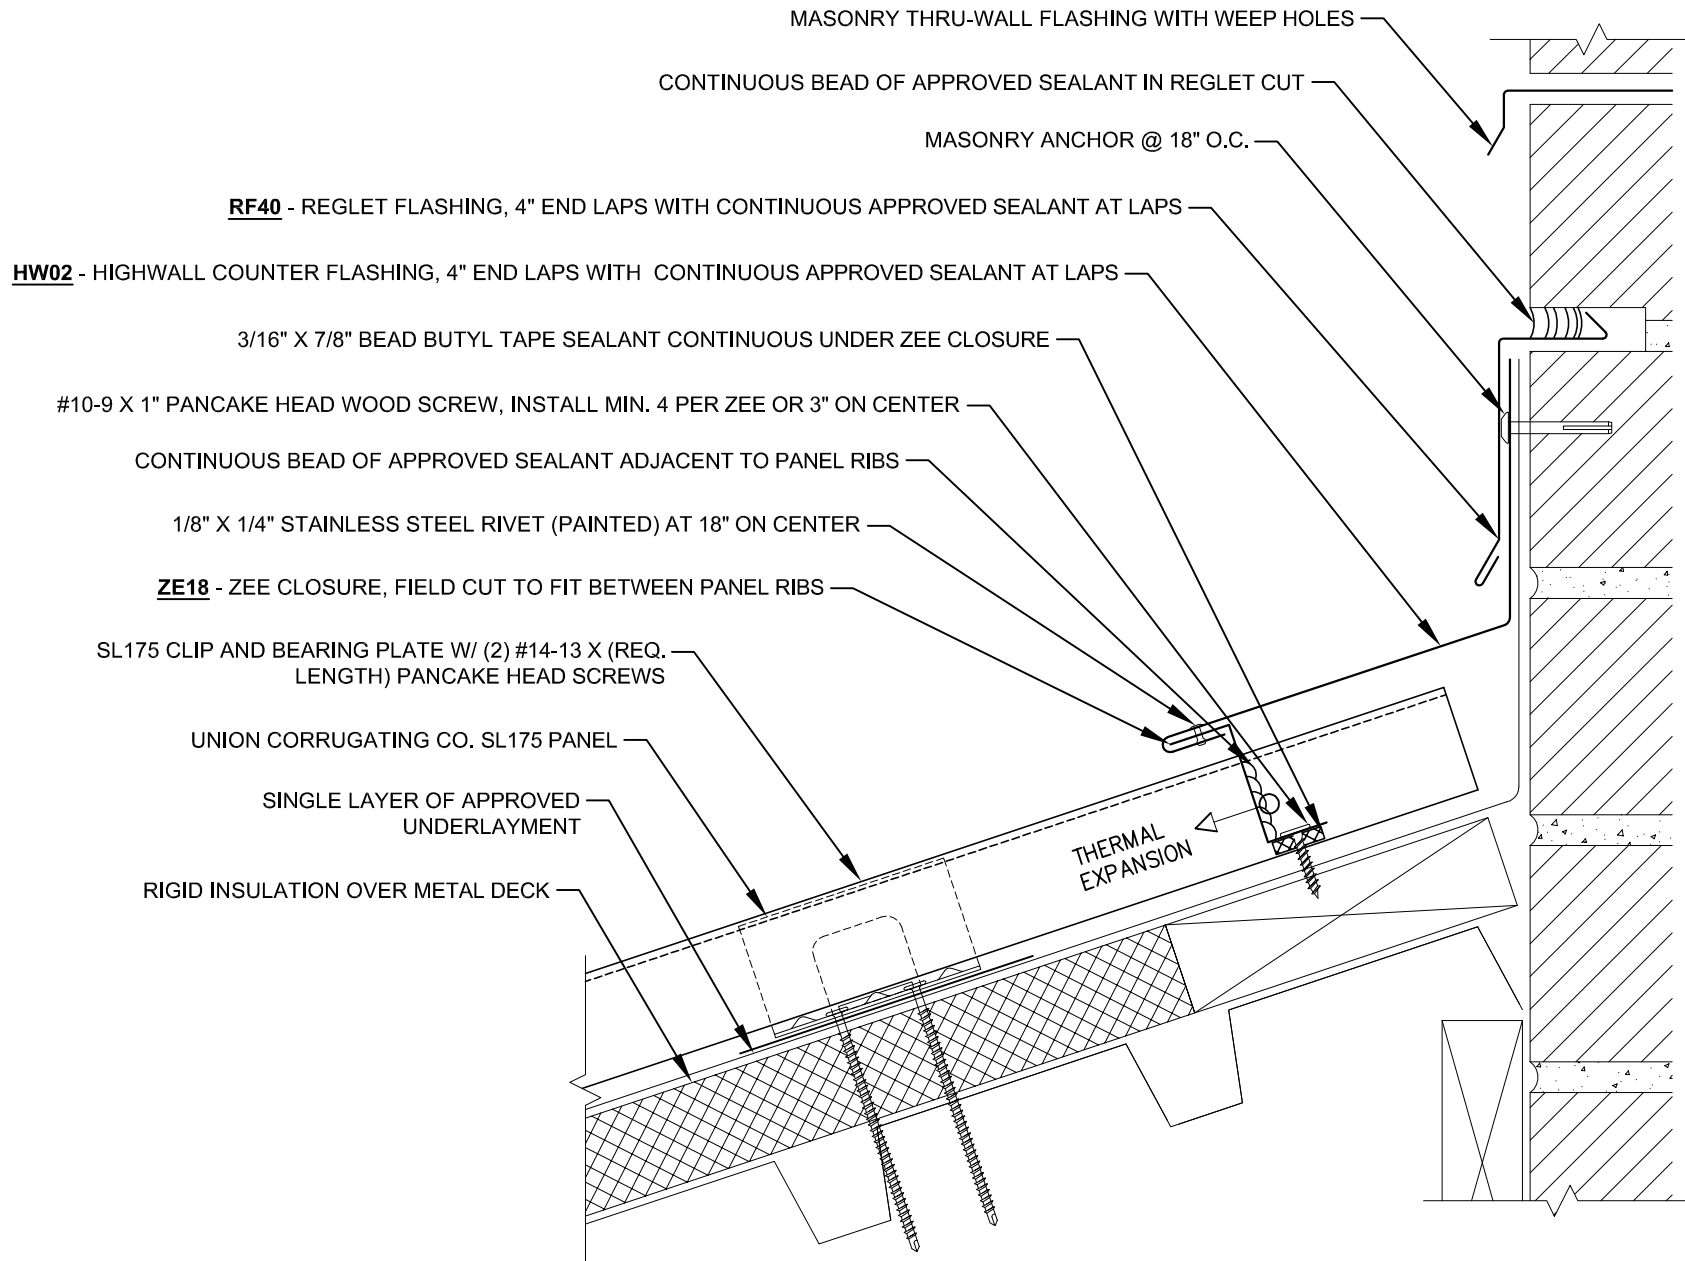 MASONRY THRU-WALL FLASHING WITH WEEP HOLES
CONTINUOUS BEAD OF APPROVED SEALANT IN REGLET CUT
MASONRY ANCHOR @ 18" O.C.
RF40 - REGLET FLASHING, 4" END LAPS WITH CONTINUOUS APPROVED SEALANT AT LAPS
HW02 - HIGHWALL COUNTER FLASHING, 4" END LAPS WITH CONTINUOUS APPROVED SEALANT AT LAPS
3/16" X 7/8" BEAD BUTYL TAPE SEALANT CONTINUOUS UNDER ZEE CLOSURE
#10-9 X 1" PANCAKE HEAD WOOD SCREW, INSTALL MIN. 4 PER ZEE OR 3" ON CENTER
CONTINUOUS BEAD OF APPROVED SEALANT ADJACENT TO PANEL RIBS
1/8" X 1/4" STAINLESS STEEL RIVET (PAINTED) AT 18" ON CENTER
ZE18 - ZEE CLOSURE, FIELD CUT TO FIT BETWEEN PANEL RIBS
SL175 CLIP AND BEARING PLATE W/ (2) #14-13 X (REQ.
LENGTH) PANCAKE HEAD SCREWS
UNION CORRUGATING CO. SL175 PANEL
SINGLE LAYER OF APPROVED
UNDERLAYMENT
RIGID INSULATION OVER METAL DECK
THERMAL
EXPANSION